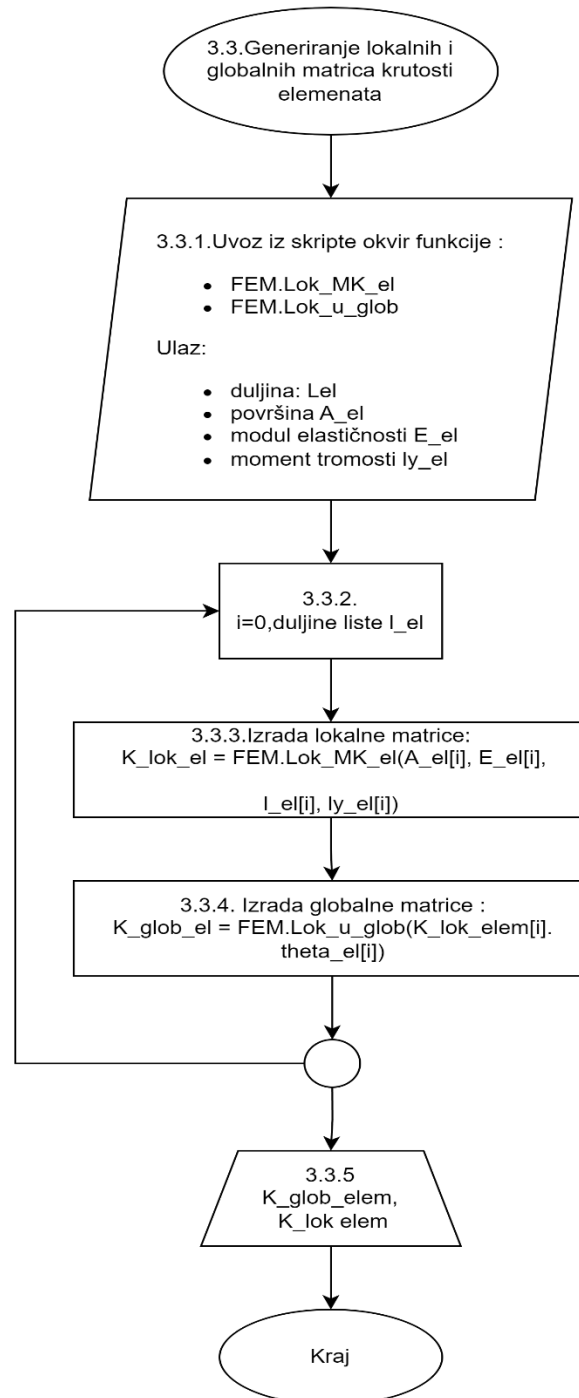 3.3.Generiranje lokalnih i
globalnih matrica krutosti
elemenata
3.3.1.Uvoz iz skripte okvir funkcije :
• FEM.Lok_MK_el
• FEM.Lok_u_glob
Ulaz:
• duljina: Lel
• površina A_el
• modul elastičnosti E_el
• moment tromosti Iy_el
3.3.2.
i=0,duljine liste l_el
3.3.3.Izrada lokalne matrice:
K_lok_el = FEM.Lok_MK_el(A_el[i], E_el[i],
l_el[i], Iy_el[i])
3.3.4. Izrada globalne matrice :
K_glob_el = FEM.Lok_u_glob(K_lok_elem[i].
theta_el[i])
3.3.5
K_glob_elem,
K_lok elem
Kraj